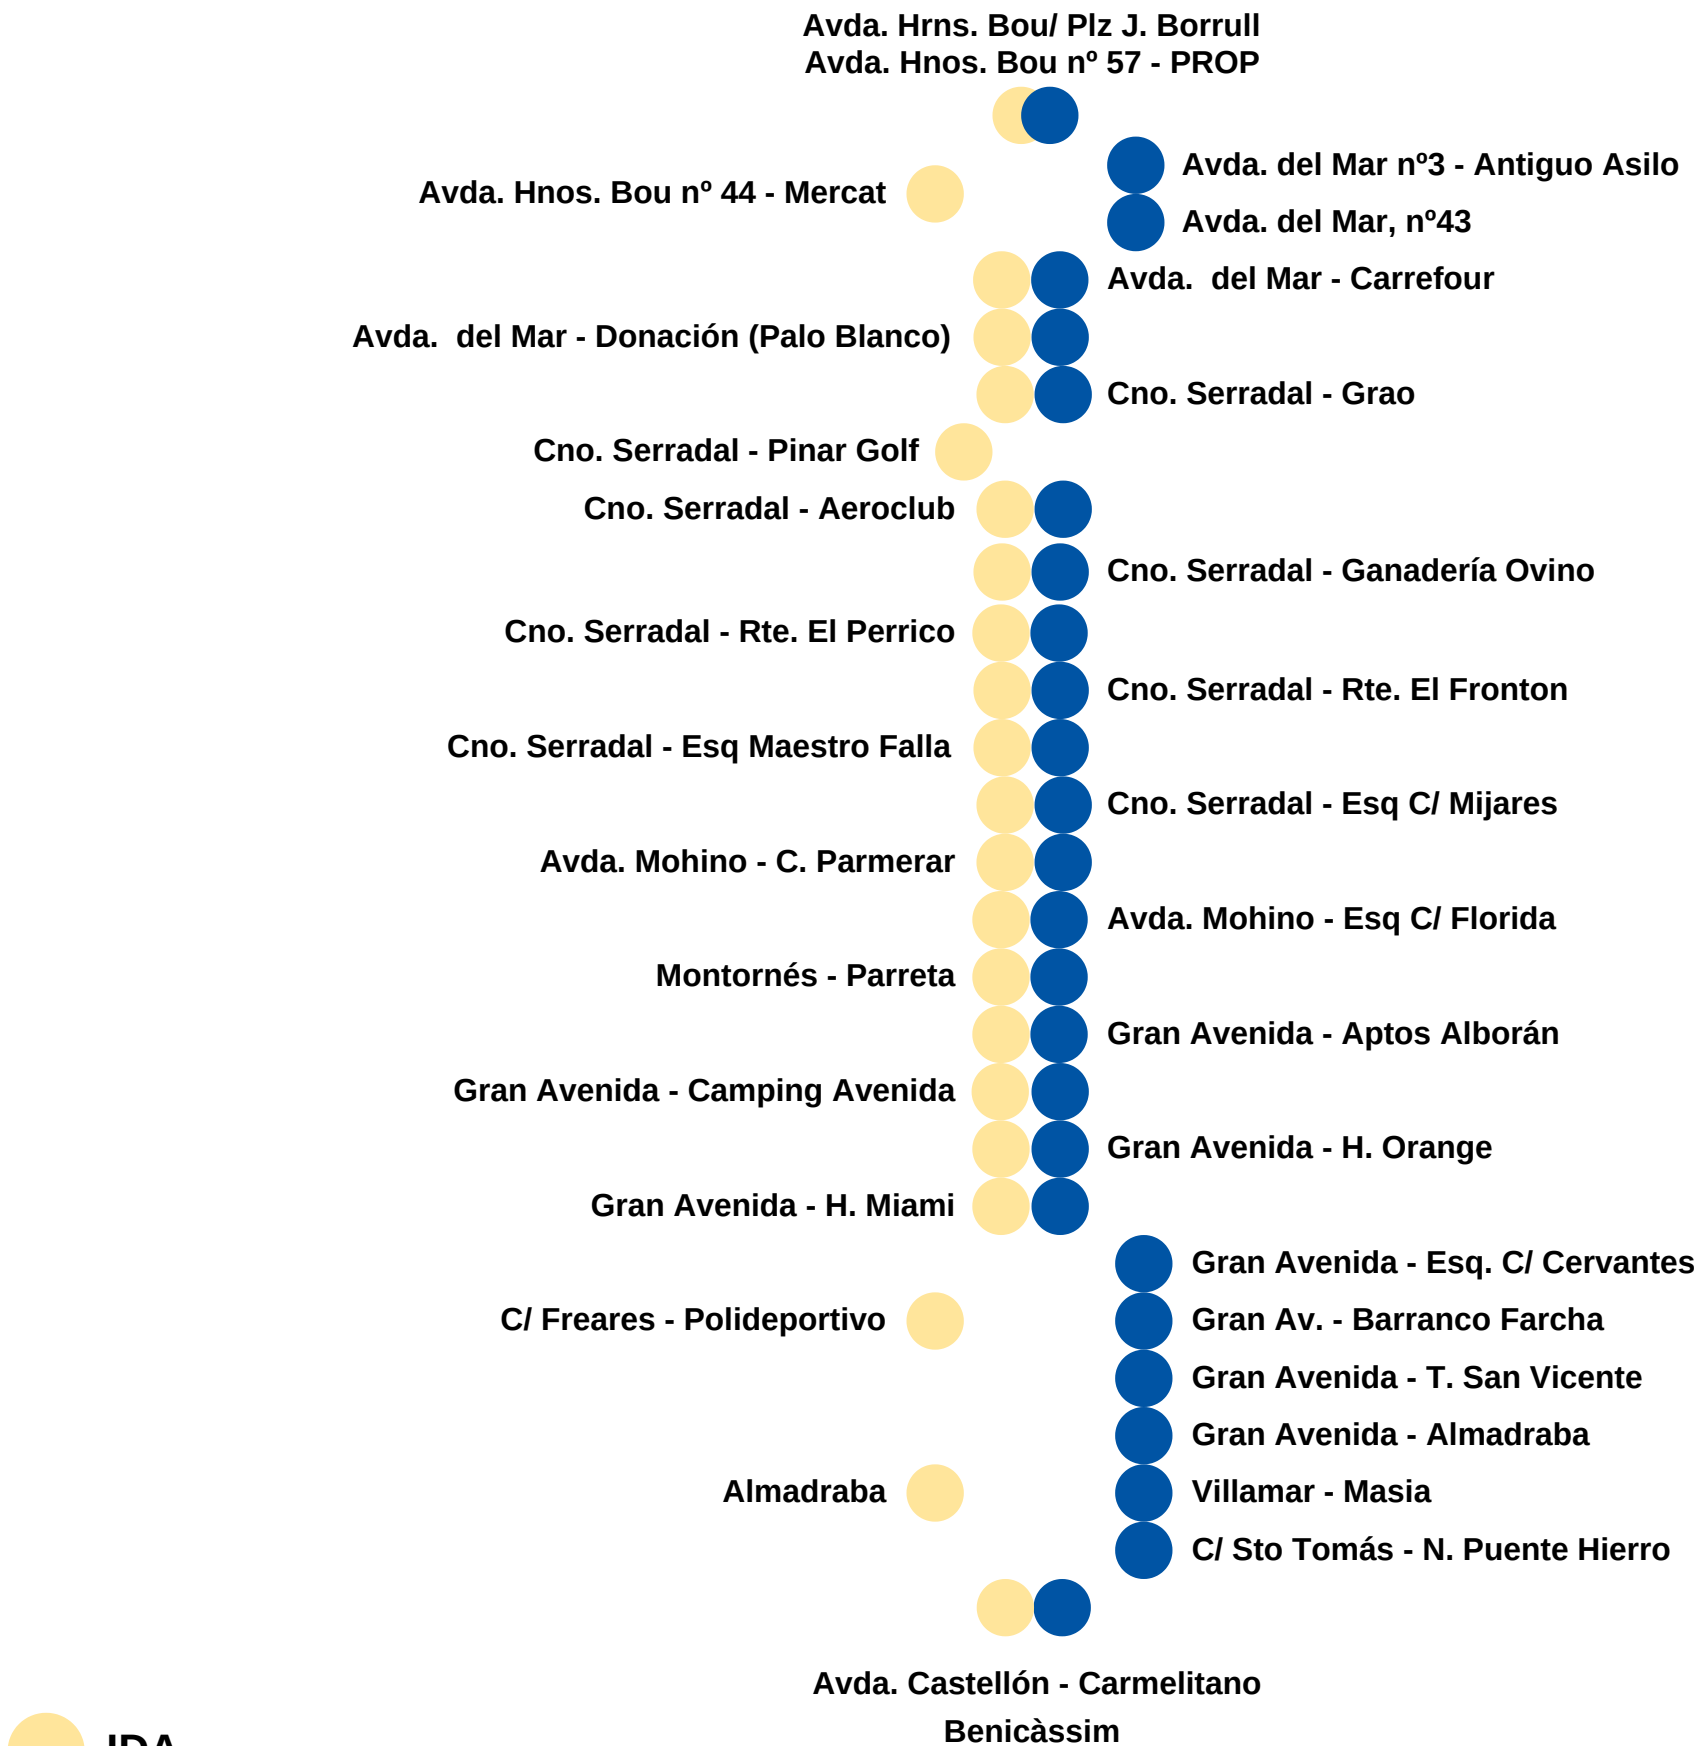 Avda. Hrns. Bou/ Plz J. Borrull
Avda. Hnos. Bou nº 57 - PROP
Avda. del Mar nº3 - Antiguo Asilo
Avda. Hnos. Bou nº 44 - Mercat
Avda. del Mar, nº43
Avda.  del Mar - Carrefour
Avda.  del Mar - Donación (Palo Blanco)
Cno. Serradal - Grao
Cno. Serradal - Pinar Golf
Cno. Serradal - Aeroclub
Cno. Serradal - Ganadería Ovino
Cno. Serradal - Rte. El Perrico
Cno. Serradal - Rte. El Fronton
Cno. Serradal - Esq Maestro Falla
Cno. Serradal - Esq C/ Mijares
Avda. Mohino - C. Parmerar
Avda. Mohino - Esq C/ Florida
Montornés - Parreta
Gran Avenida - Aptos Alborán
Gran Avenida - Camping Avenida
Gran Avenida - H. Orange
Gran Avenida - H. Miami
Gran Avenida - Esq. C/ Cervantes
C/ Freares - Polideportivo
Gran Av. - Barranco Farcha
Gran Avenida - T. San Vicente
Gran Avenida - Almadraba
Almadraba
Villamar - Masia
C/ Sto Tomás - N. Puente Hierro
Avda. Castellón - Carmelitano
Benicàssim
IDA